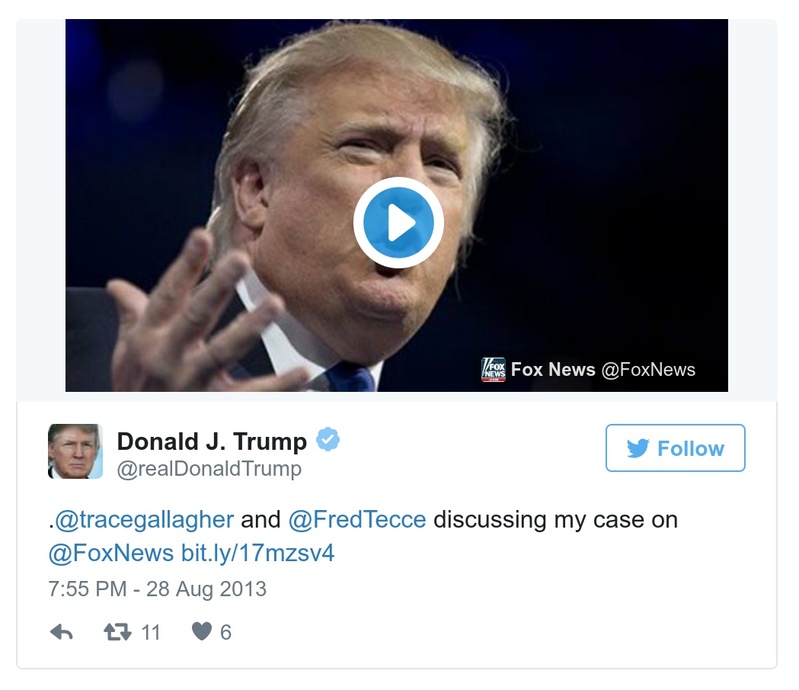 FOX
NEWS
Fox News @FoxNews
Donald J. Trump
@realDonaldTrump
Follow
.@tracegallagher and @FredTecce discussing my case on
@FoxNews bit.ly/17mzsv4
7:55 PM - 28 Aug 2013
11 6